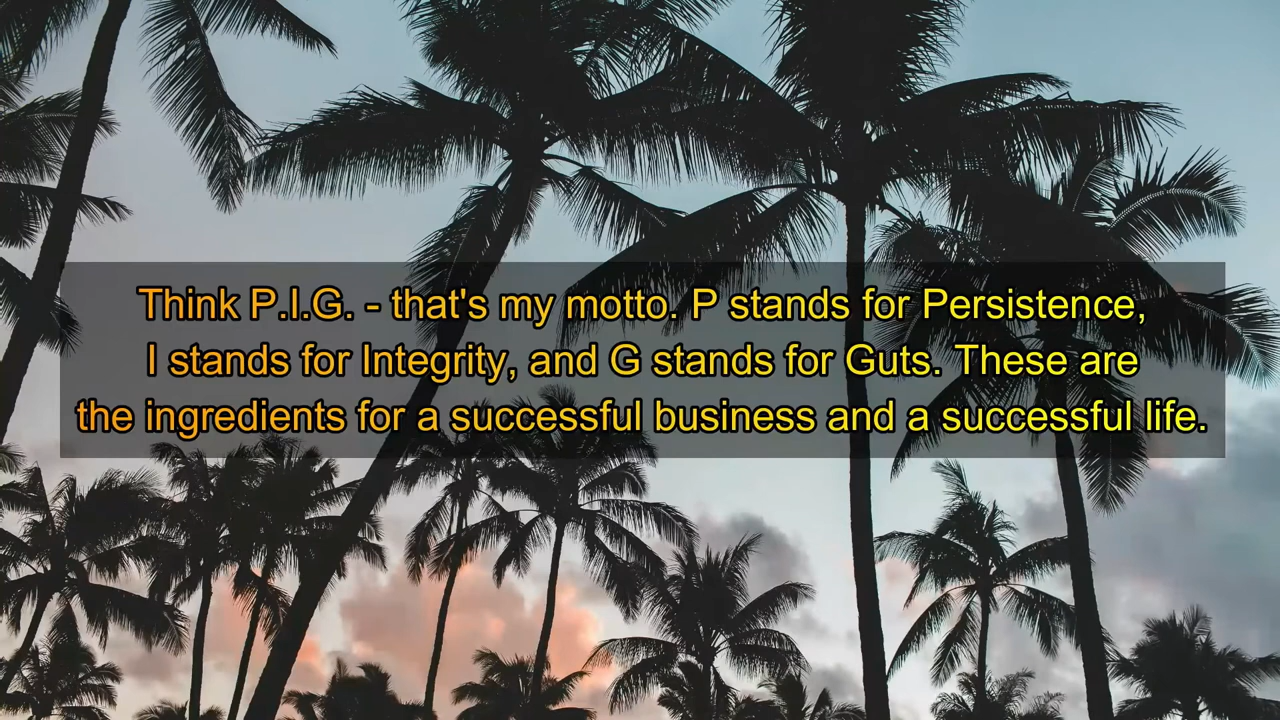 Think P.I.G. - that's my motto. P stands for Persistence,
I stands for Integrity, and G stands for Guts. These are
the ingredients for a successful business and a successful life.